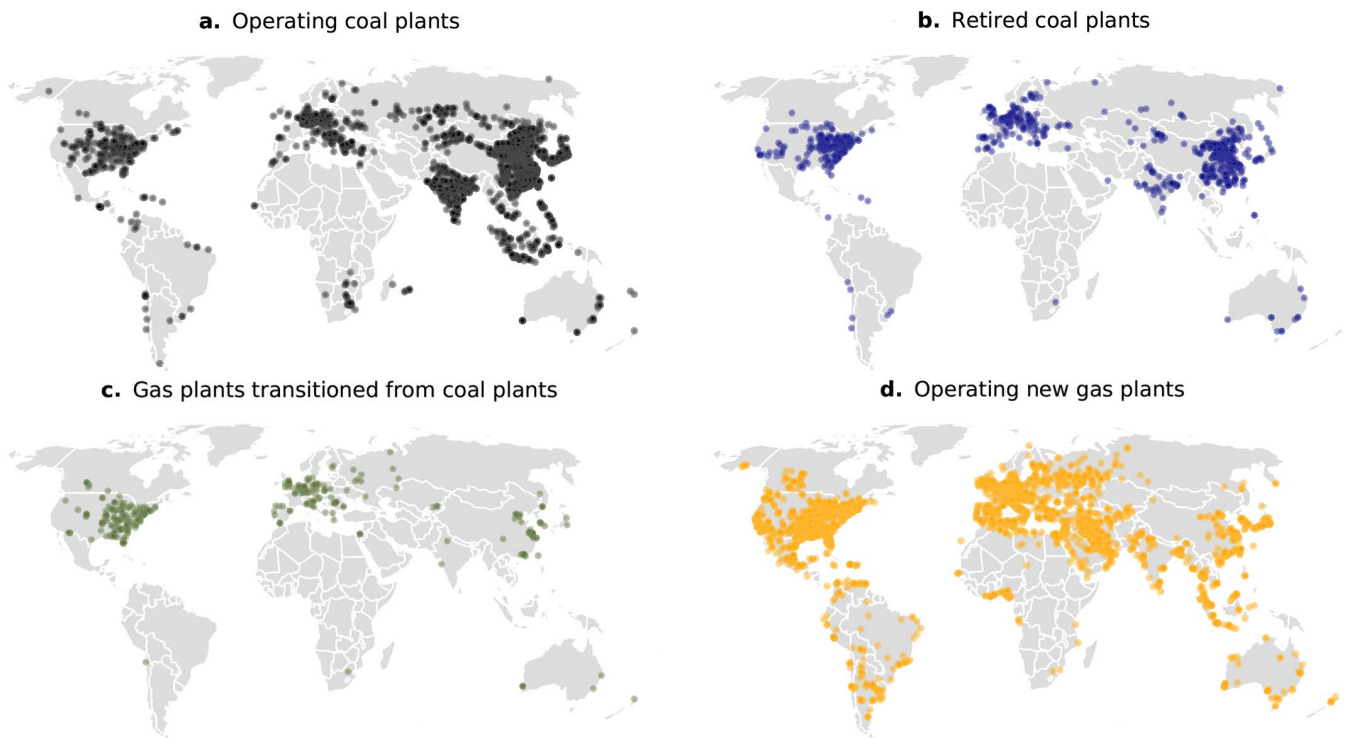 a. Operating coal plants
b. Retired coal plants
c. Gas plants transitioned from coal plants
d. Operating new gas plants